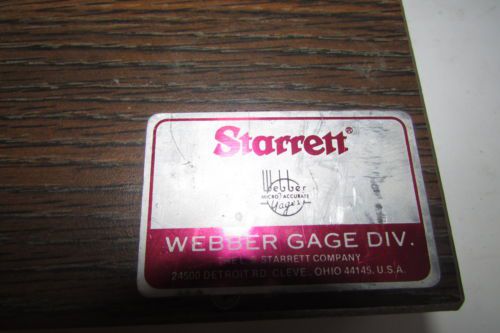 Starrett®
Webber
MICRO ACCURATE
Gages
WEBBER GAGE DIV.
STARRETT COMPANY
24500 DETROIT RD. CLEVE., OHIO 44145, U.S.A.